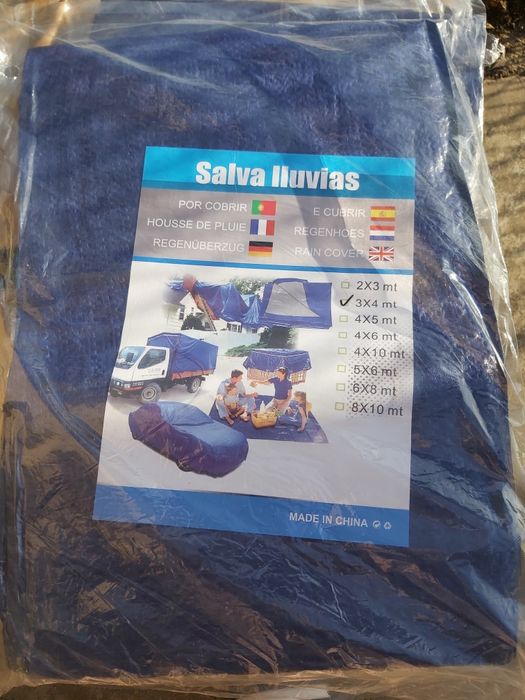 Salva lluvias
POR COBRIR
E CUBRIR
HOUSSE DE PLUIE
REGENHOES
REGENÜBERZUG
RAIN COVER
2X3 mt
3X4 mt
4X5 mt
4X6 mt
4X10 mt
5X6 mt
6X8 mt
8X10 mt
MADE IN CHINA